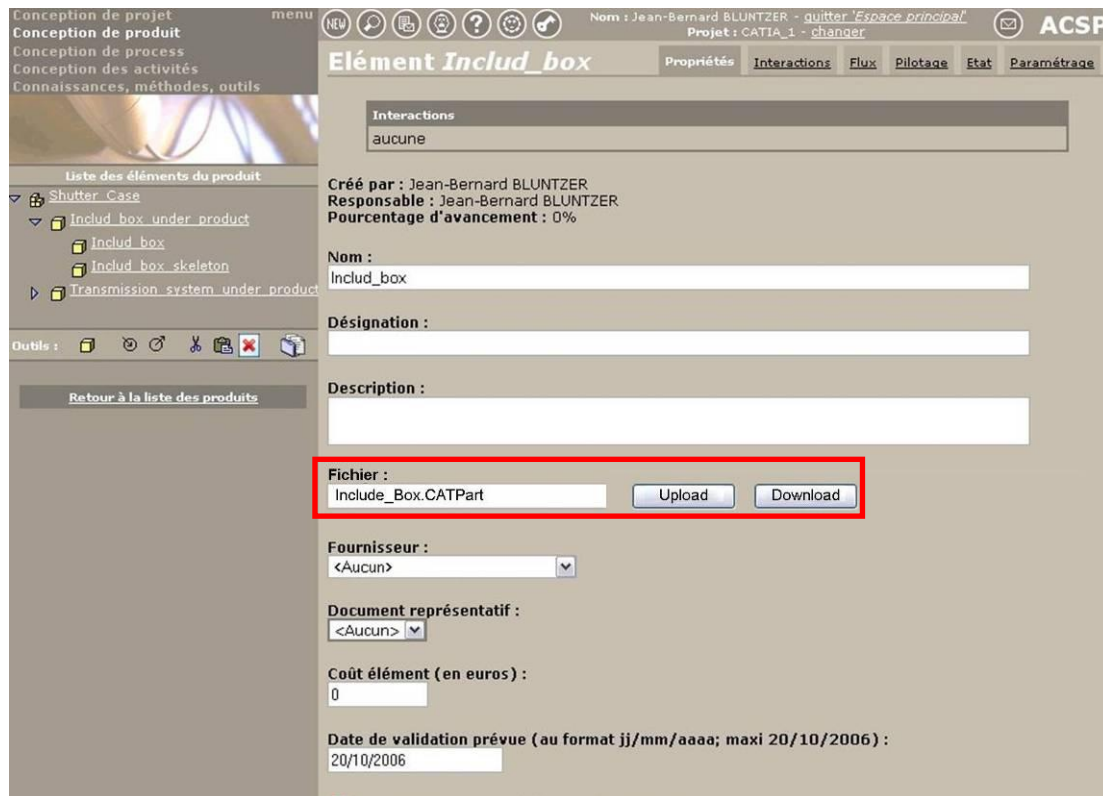 Conception de projet menu
Conception de produit
Conception de process
Conception des activités
Connaissances, méthodes, outils
Liste des éléments du produit
Shutter_Case
Includ_box_under_product
Includ_box
Includ_box_skeleton
Transmission_system_under_product
Outils :
Retour à la liste des produits
NEW ?
Nom : Jean-Bernard BLUNTZER - quitter 'Espace principal'
Projet : CATIA_1 - changer
ACSP
Elément Includ_box
Propriétés Interactions Flux Pilotage Etat Paramétrage
Interactions
aucune
Créé par : Jean-Bernard BLUNTZER
Responsable : Jean-Bernard BLUNTZER
Pourcentage d'avancement : 0%
Nom :
Includ_box
Désignation :
Description :
Fichier :
Include_Box.CATPart Upload Download
Fournisseur :
<Aucun>
Document représentatif :
<Aucun>
Coût élément (en euros) :
0
Date de validation prévue (au format jj/mm/aaaa; maxi 20/10/2006) :
20/10/2006